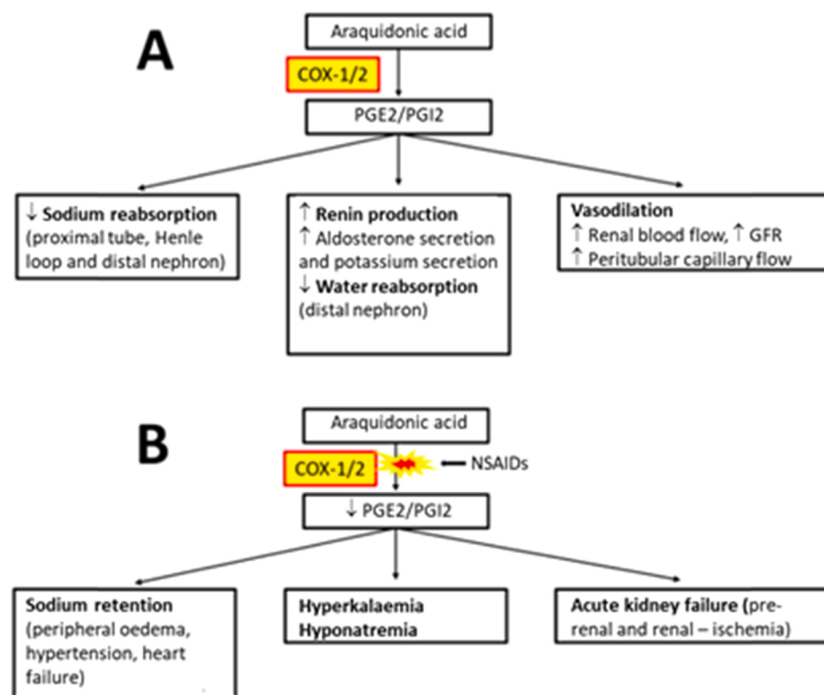 A
Araquidonic acid
COX-1/2
PGE2/PGI2
↓ Sodium reabsorption
(proximal tube, Henle
loop and distal nephron)
↑ Renin production
↑ Aldosterone secretion
and potassium secretion
↓ Water reabsorption
(distal nephron)
Vasodilation
↑ Renal blood flow, ↑ GFR
↑ Peritubular capillary flow
B
Araquidonic acid
COX-1/2
NSAIDs
↓ PGE2/PGI2
Sodium retention
(peripheral oedema,
hypertension, heart
failure)
Hyperkalaemia
Hyponatremia
Acute kidney failure (pre-
renal and renal – ischemia)